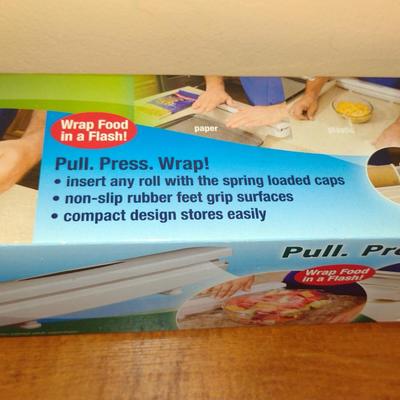 Wrap Food
in a Flash!
paper
plastic
Pull. Press. Wrap!
• insert any roll with the spring loaded caps
• non-slip rubber feet grip surfaces
• compact design stores easily
Pull. Pre
Wrap Food
in a Flash!